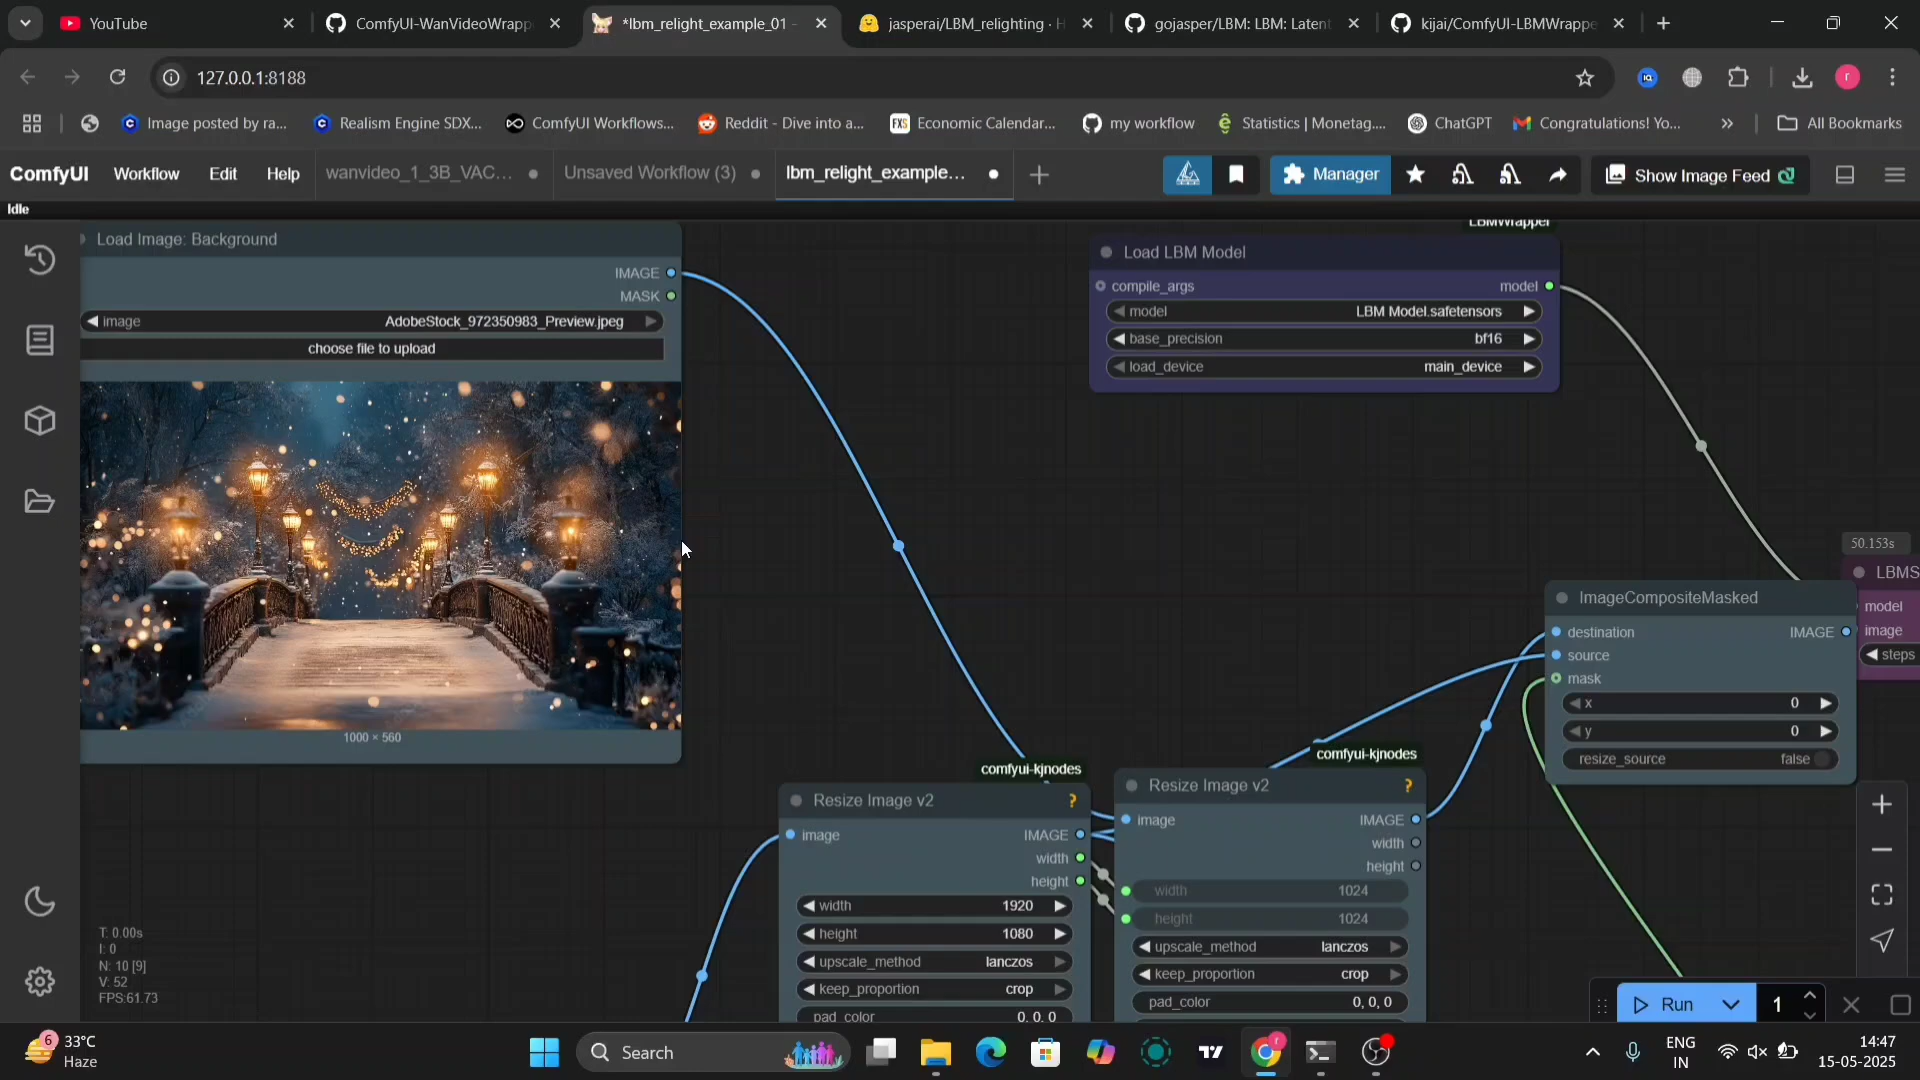 YouTube
ComfyUI-WanVideoWrapp
*lbm_relight_example_01 -
jasperai/LBM_relighting · H
gojasper/LBM: LBM: Latent
kijai/ComfyUI-LBMWrappe
127.0.0.1:8188
r
Image posted by ra...
Realism Engine SDX...
ComfyUI Workflows...
Reddit - Dive into a...
Economic Calendar...
my workflow
Statistics | Monetag....
ChatGPT
Congratulations! Yo...
All Bookmarks
ComfyUI
Workflow
Edit
Help
wanvideo_1_3B_VAC...
Unsaved Workflow (3)
lbm_relight_example...
Manager
Show Image Feed
Idle
Load Image: Background
IMAGE
MASK
image AdobeStock_972350983_Preview.jpeg
choose file to upload
1000 × 560
LBMWrapper
Load LBM Model
compile_args model
model LBM Model.safetensors
base_precision bf16
load_device main_device
50.153s
LBMS
model
image
steps
ImageCompositeMasked
destination IMAGE
source
mask
x 0
y 0
resize_source false
comfyui-kjnodes
Resize Image v2 ?
image IMAGE
width
height
width 1920
height 1080
upscale_method lanczos
keep_proportion crop
pad_color 0, 0, 0
comfyui-kjnodes
Resize Image v2 ?
image IMAGE
width
height
width 1024
height 1024
upscale_method lanczos
keep_proportion crop
pad_color 0, 0, 0
T: 0.00s
I: 0
N: 10 [9]
V: 52
FPS:61.73
Run 1
6
33°C
Haze
Search
ENG
IN
14:47
15-05-2025